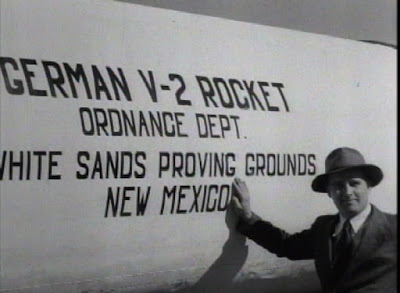 GERMAN V-2 ROCKET
ORDNANCE DEPT.
WHITE SANDS PROVING GROUNDS
NEW MEXICO